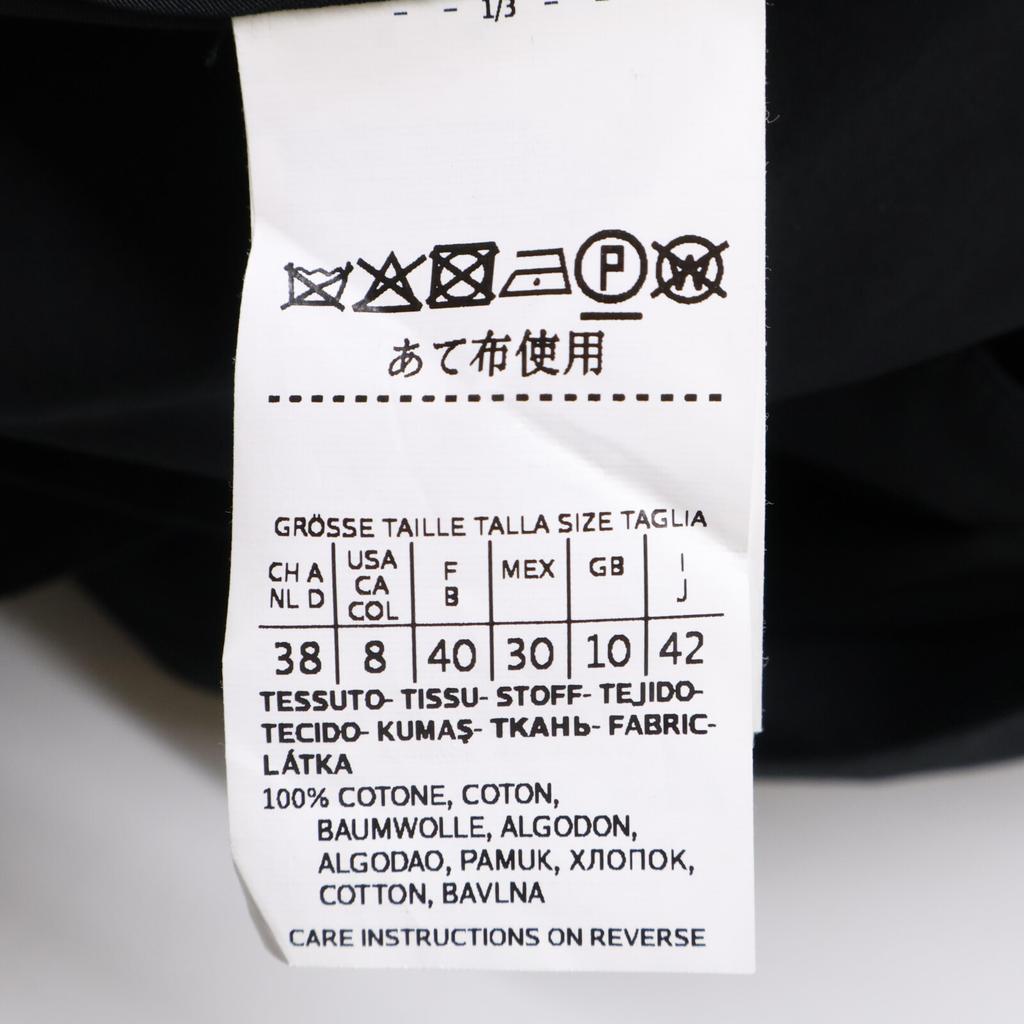 1/3
P
W
あて布使用
GRÖSSE TAILLE TALLA SIZE TAGLIA
CH A NL D
USA CA COL
F B
MEX
GB
I J
38 8 40 30 10 42
TESSUTO- TISSU- STOFF- TEJIDO-
TECIDO- KUMAŞ- ТКАНЬ- FABRIC-
LÁTKA
100% COTONE, COTON,
BAUMWOLLE, ALGODON,
ALGODAO, PAMUK, ХЛОПОК,
COTTON, BAVLNA
CARE INSTRUCTIONS ON REVERSE